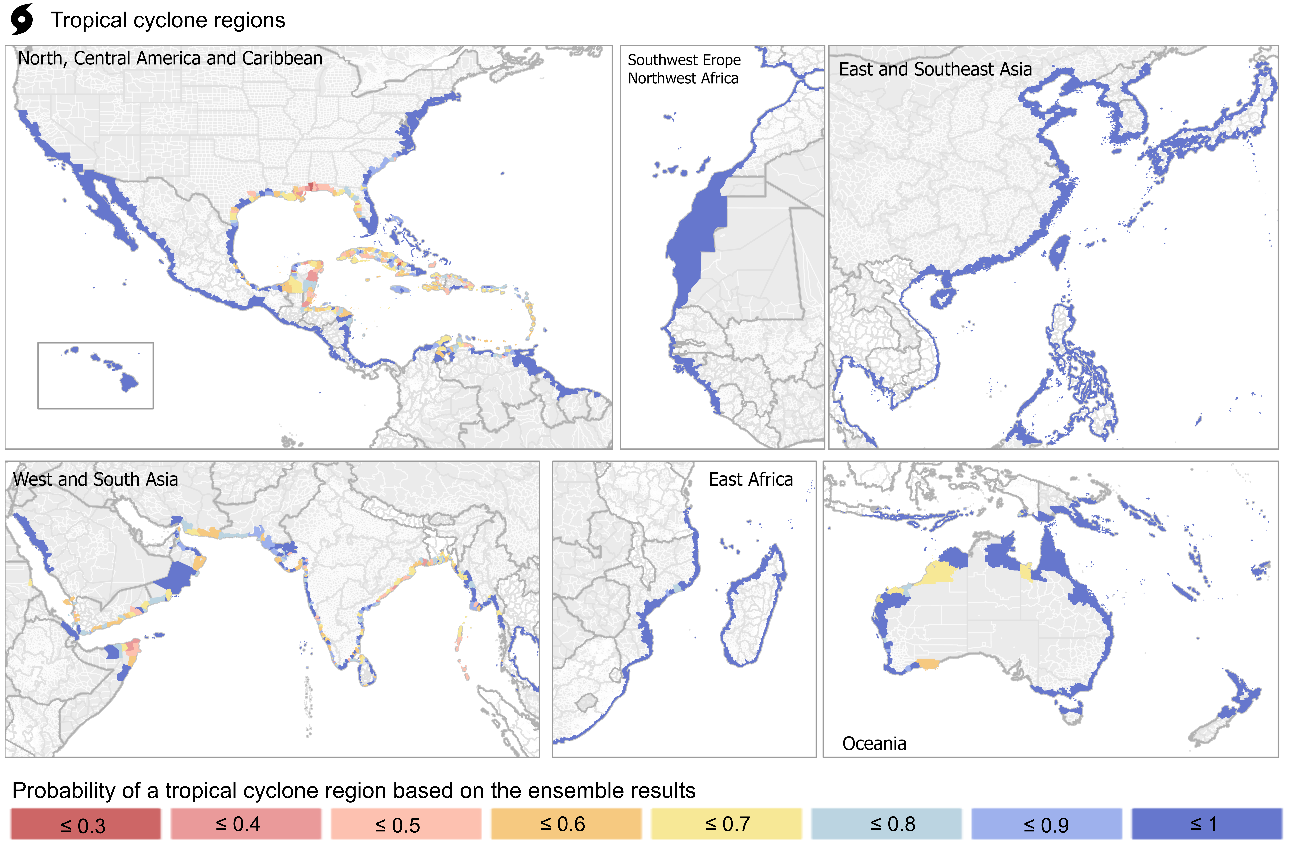 Tropical cyclone regions
North, Central America and Caribbean
Southwest Erope
Northwest Africa
East and Southeast Asia
West and South Asia
East Africa
Oceania
Probability of a tropical cyclone region based on the ensemble results
≤ 0.3
≤ 0.4
≤ 0.5
≤ 0.6
≤ 0.7
≤ 0.8
≤ 0.9
≤ 1